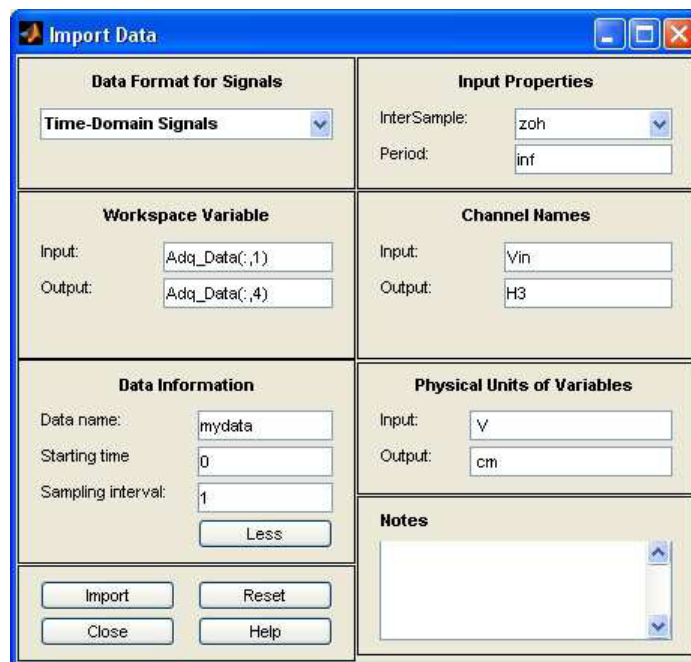 Import Data
Data Format for Signals
Time-Domain Signals
Workspace Variable
Input: Adq_Data(:,1)
Output: Adq_Data(:,4)
Data Information
Data name: mydata
Starting time 0
Sampling interval: 1
Less
Import Reset
Close Help
Input Properties
InterSample: zoh
Period: inf
Channel Names
Input: Vin
Output: H3
Physical Units of Variables
Input: V
Output: cm
Notes